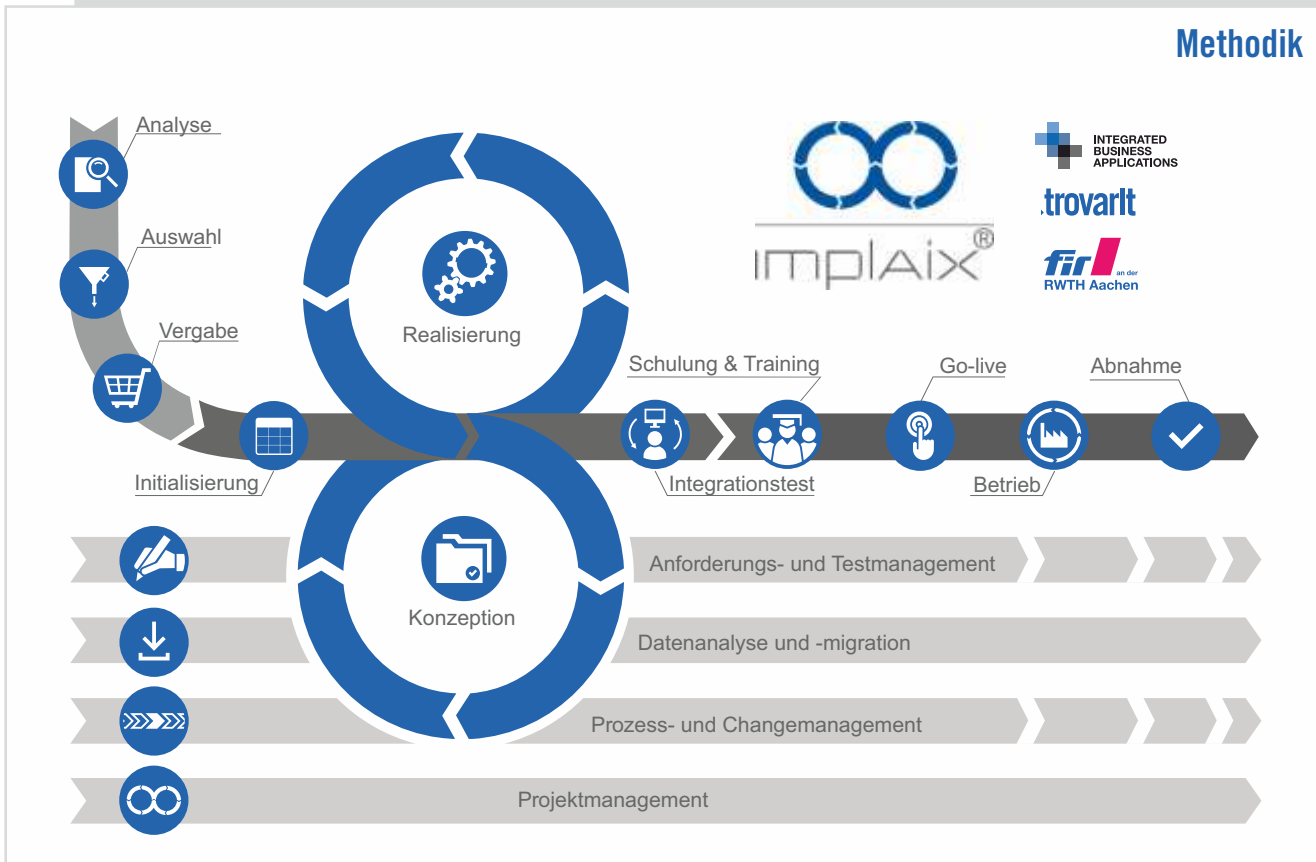 Methodik
Analyse
Auswahl
Vergabe
Initialisierung
Realisierung
Konzeption
ImplAix®
INTEGRATED
BUSINESS
APPLICATIONS
.trovarIt
fir an der
RWTH Aachen
Schulung & Training
Integrationstest
Go-live
Betrieb
Abnahme
Anforderungs- und Testmanagement
Datenanalyse und -migration
Prozess- und Changemanagement
Projektmanagement